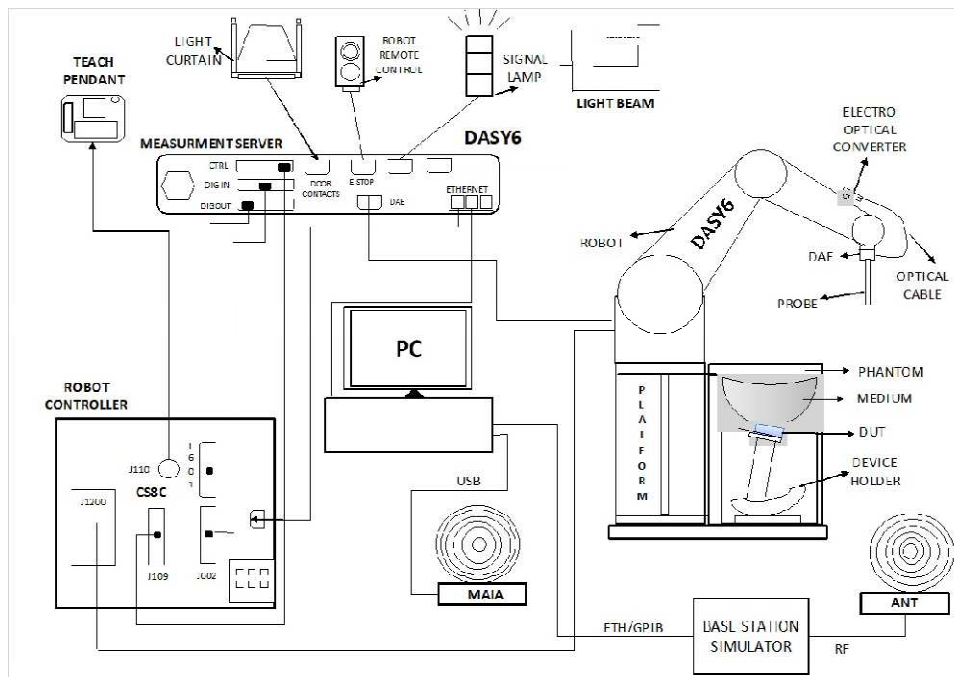 LIGHT
CURTAIN
ROBOT
REMOTE
CONTROL
SIGNAL
LAMP
LIGHT BEAM
TEACH
PENDANT
MEASURMENT SERVER
DASY6
CTRL
DIG IN
DIGOUT
DOOR
CONTACTS
E STOP
DAE
ETHERNET
ELECTRO
OPTICAL
CONVERTER
ROBOT
DASY6
DAE
PROBE
OPTICAL
CABLE
PC
ROBOT
CONTROLLER
PLATFORM
PHANTOM
MEDIUM
DUT
DEVICE
HOLDER
J110
CS8C
J1200
J109
J602
USB
MAIA
ETH/GPIB
BASE STATION
SIMULATOR
RF
ANT